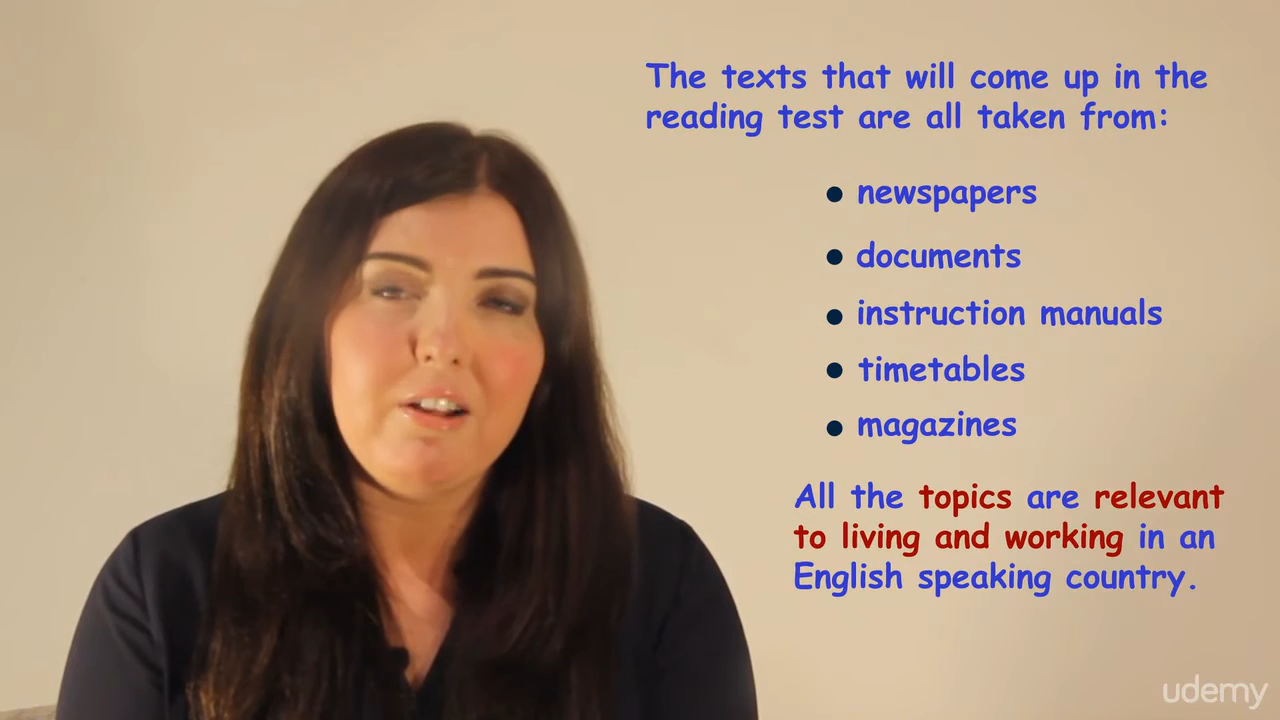 The texts that will come up in the
reading test are all taken from:
● newspapers
● documents
● instruction manuals
● timetables
● magazines
All the topics are relevant
to living and working in an
English speaking country.
udemy